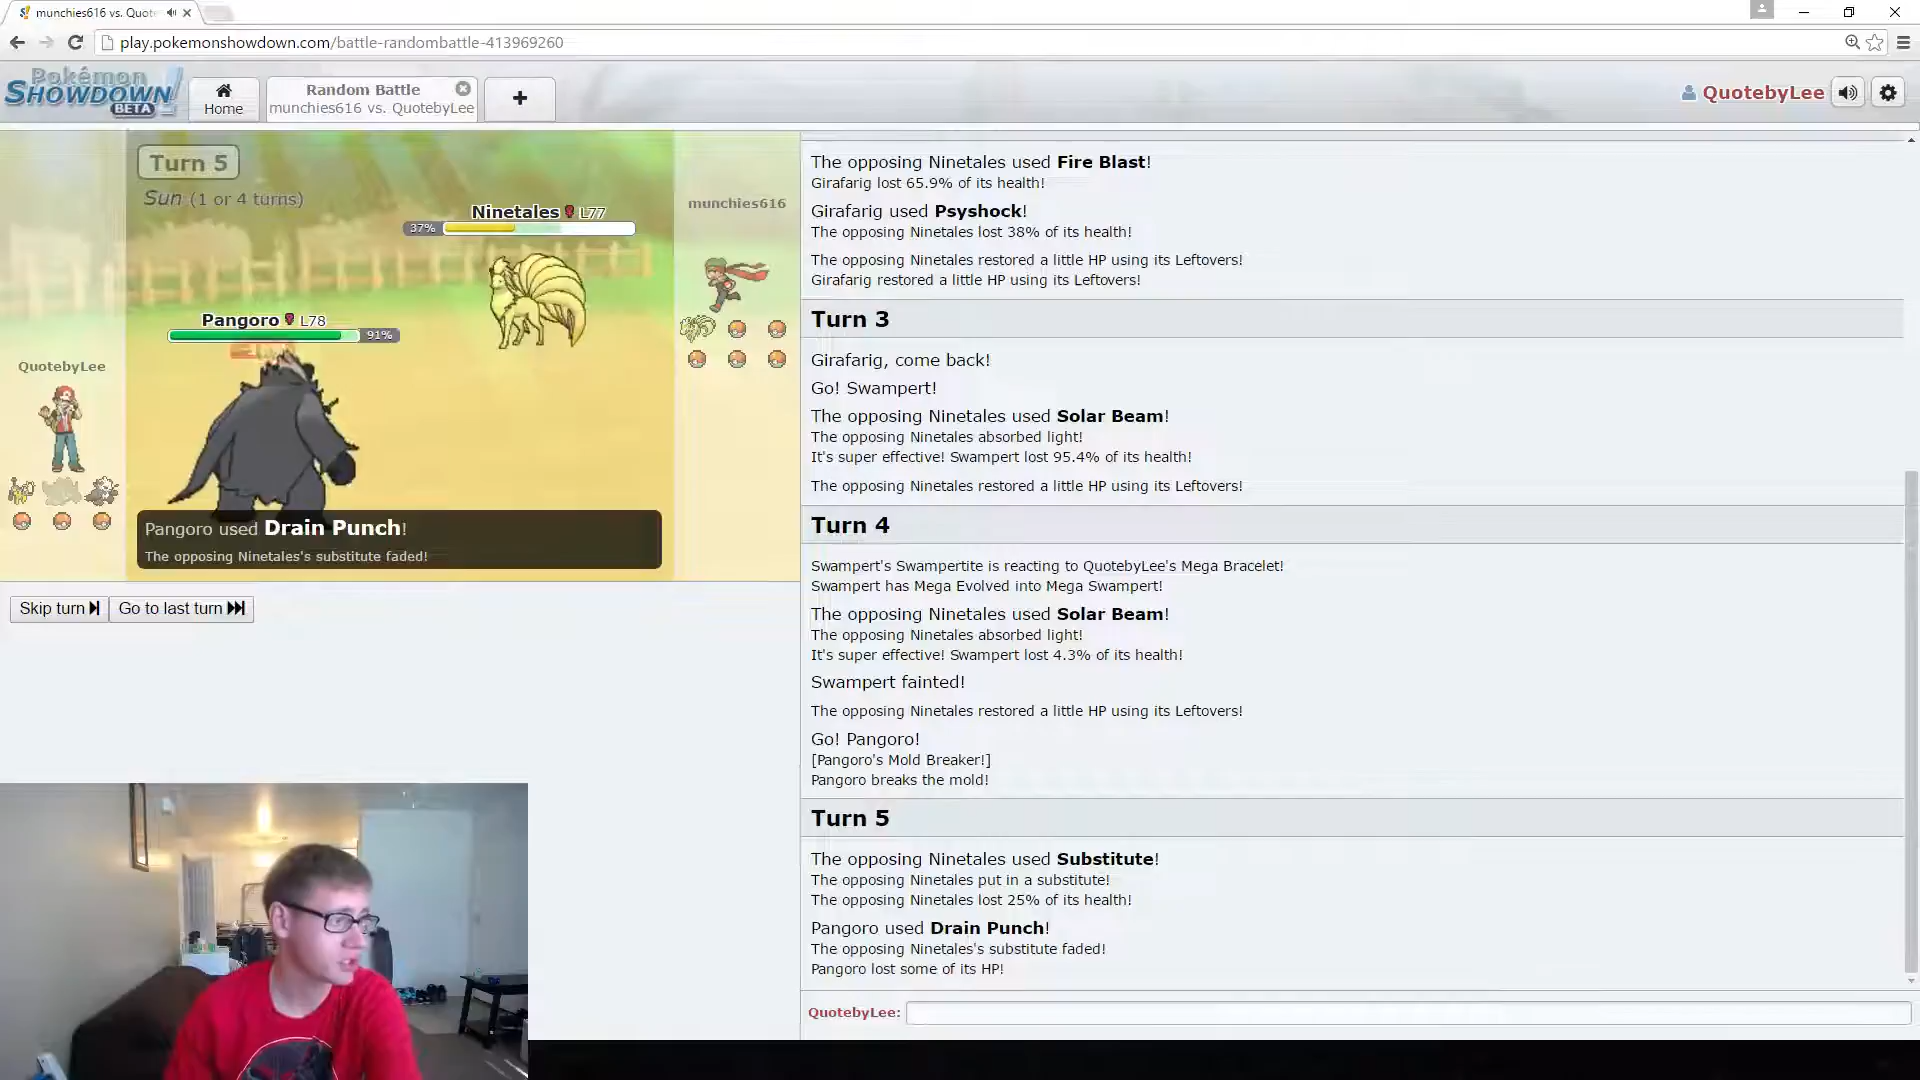 munchies616 vs. Quot
play.pokemonshowdown.com/battle-randombattle-413969260
Pokémon
SHOWDOWN!
BETA
Home
Random Battle
munchies616 vs. QuotebyLee
+
QuotebyLee
Turn 5
Sun (1 or 4 turns)
Ninetales L77
37%
munchies616
Pangoro L78
91%
QuotebyLee
Pangoro used Drain Punch!
The opposing Ninetales's substitute faded!
Skip turn
Go to last turn
The opposing Ninetales used Fire Blast!
Girafarig lost 65.9% of its health!
Girafarig used Psyshock!
The opposing Ninetales lost 38% of its health!
The opposing Ninetales restored a little HP using its Leftovers!
Girafarig restored a little HP using its Leftovers!
Turn 3
Girafarig, come back!
Go! Swampert!
The opposing Ninetales used Solar Beam!
The opposing Ninetales absorbed light!
It's super effective! Swampert lost 95.4% of its health!
The opposing Ninetales restored a little HP using its Leftovers!
Turn 4
Swampert's Swampertite is reacting to QuotebyLee's Mega Bracelet!
Swampert has Mega Evolved into Mega Swampert!
The opposing Ninetales used Solar Beam!
The opposing Ninetales absorbed light!
It's super effective! Swampert lost 4.3% of its health!
Swampert fainted!
The opposing Ninetales restored a little HP using its Leftovers!
Go! Pangoro!
[Pangoro's Mold Breaker!]
Pangoro breaks the mold!
Turn 5
The opposing Ninetales used Substitute!
The opposing Ninetales put in a substitute!
The opposing Ninetales lost 25% of its health!
Pangoro used Drain Punch!
The opposing Ninetales's substitute faded!
Pangoro lost some of its HP!
QuotebyLee: